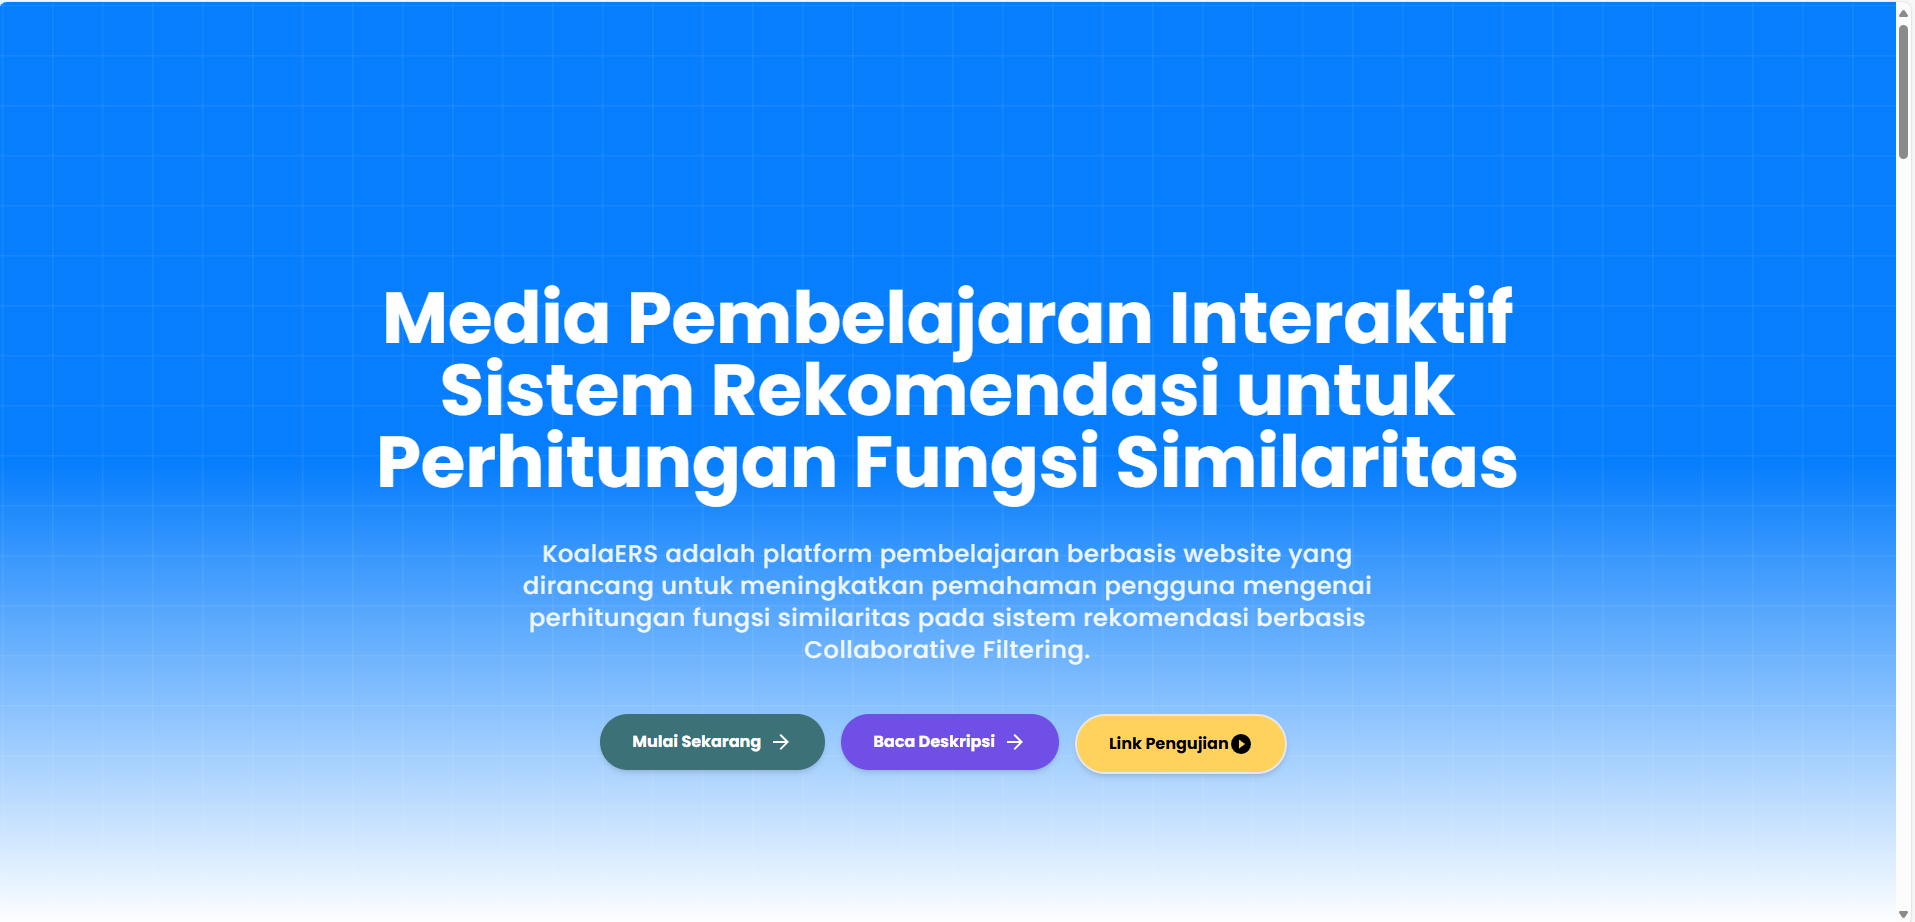 Media Pembelajaran Interaktif
Sistem Rekomendasi untuk
Perhitungan Fungsi Similaritas
KoalaERS adalah platform pembelajaran berbasis website yang
dirancang untuk meningkatkan pemahaman pengguna mengenai
perhitungan fungsi similaritas pada sistem rekomendasi berbasis
Collaborative Filtering.
Mulai Sekarang
Baca Deskripsi
Link Pengujian